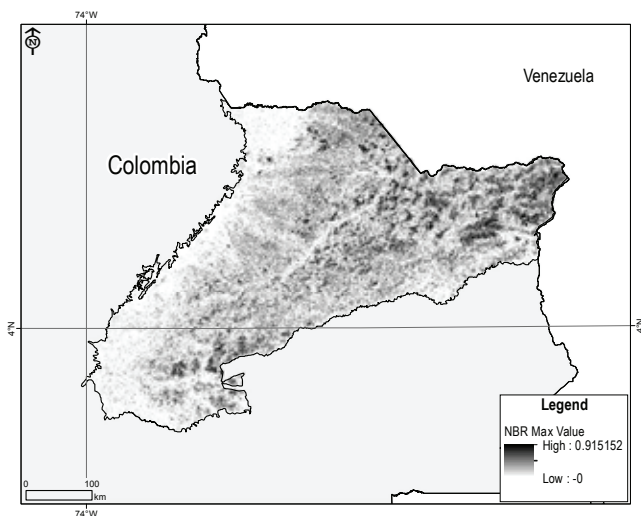 74°W
N
Venezuela
Colombia
4°N
4°N
Legend
NBR Max Value
High : 0.915152
Low : -0
0 100
km
74°W